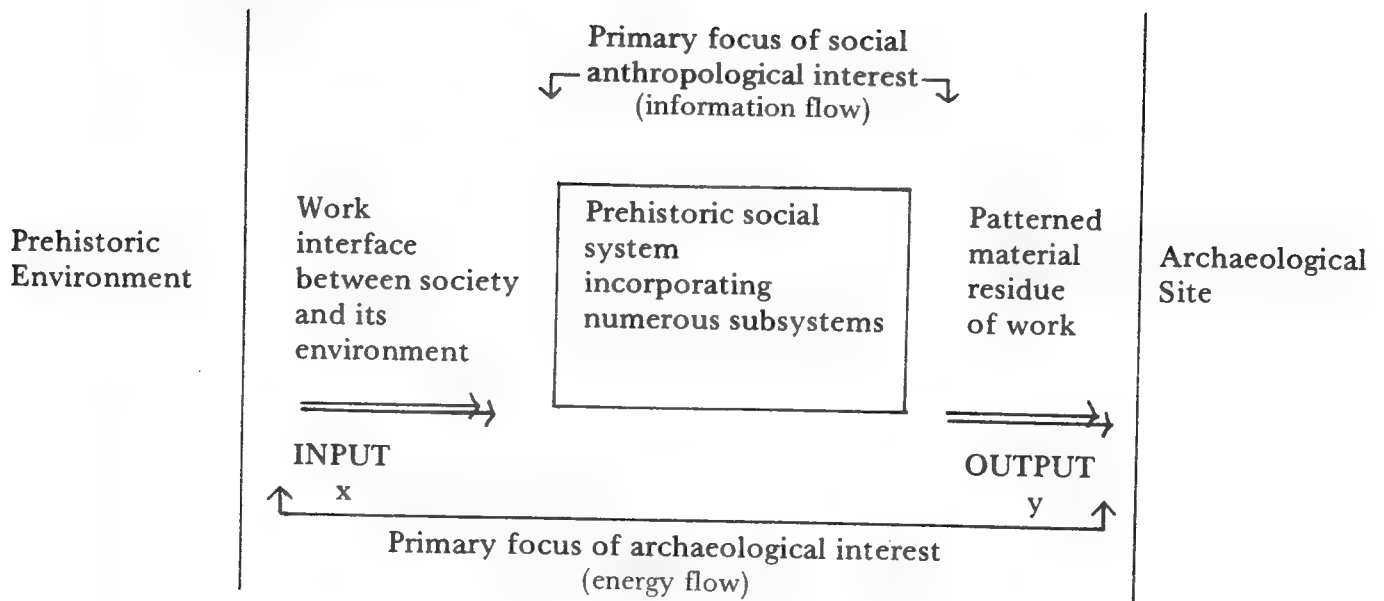 Primary focus of social
anthropological interest
(information flow)
Prehistoric
Environment
Work
interface
between society
and its
environment
Prehistoric social
system
incorporating
numerous subsystems
Patterned
material
residue
of work
Archaeological
Site
INPUT
x
OUTPUT
y
Primary focus of archaeological interest
(energy flow)